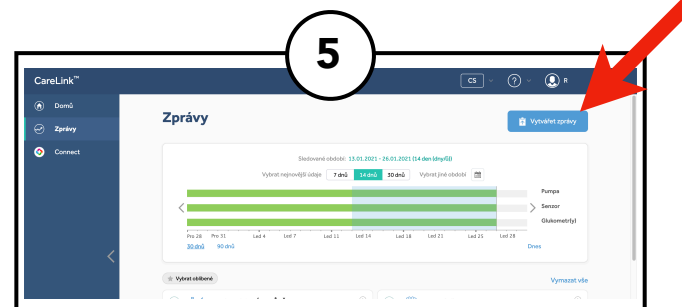 5
CareLink™
CS
?
R
Domů
Zprávy
Connect
Zprávy
Vytvářet zprávy
Sledované období: 13.01.2021 - 26.01.2021 (14 den (dny/ů))
Vybrat nejnovější údaje 7 dnů 14 dnů 30 dnů Vybrat jiné období
Pumpa
Senzor
Glukometr(y)
Pro 28 Pro 31 Led 4 Led 7 Led 11 Led 14 Led 18 Led 21 Led 25 Led 28
30 dnů 90 dnů Dnes
Vybrat oblíbené
Vymazat vše